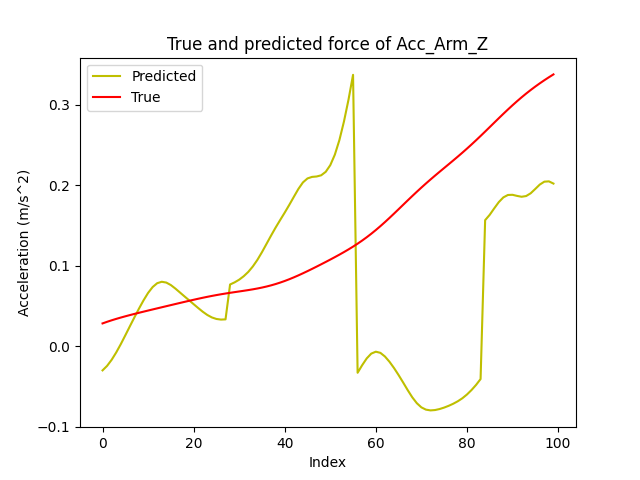 True and predicted force of Acc_Arm_Z
Predicted
True
Acceleration (m/s^2)
0.3
0.2
0.1
0.0
−0.1
0 20 40 60 80 100
Index